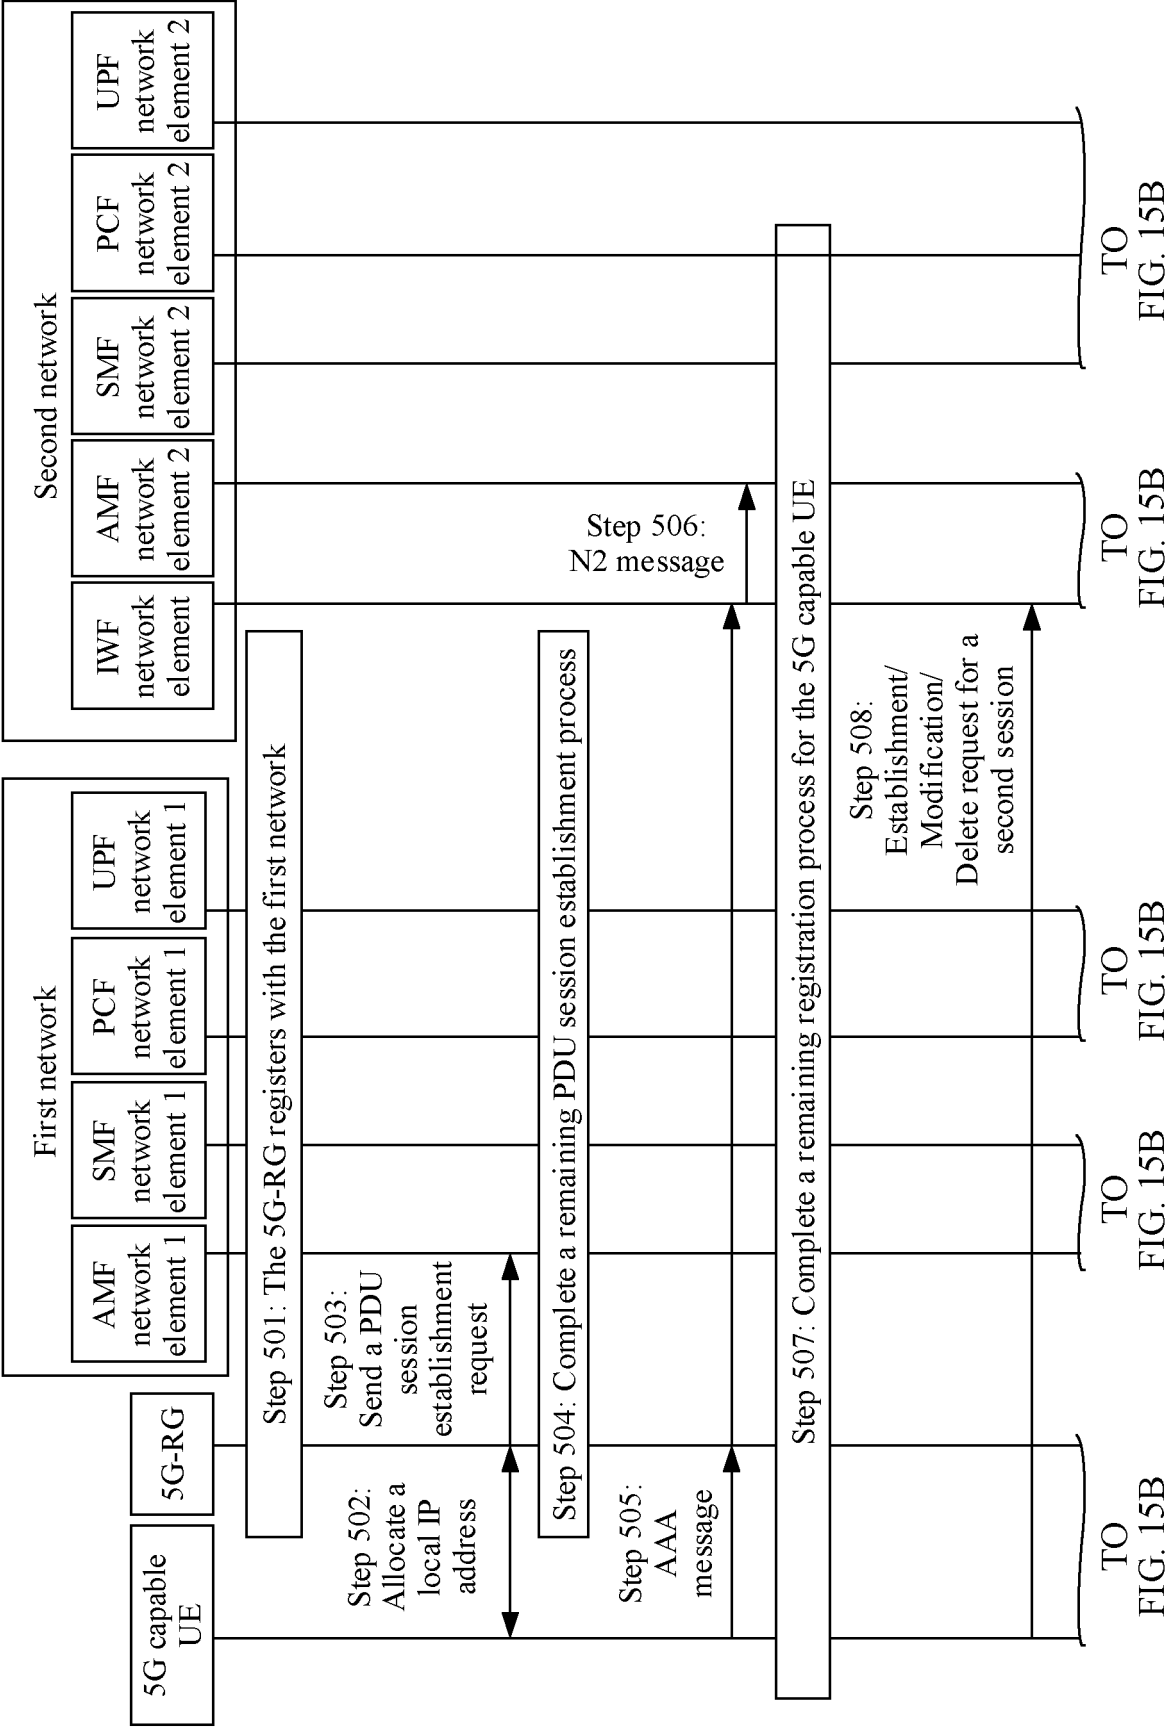 First network
Second network
5G capable
UE
5G-RG
AMF
network
element 1
SMF
network
element 1
PCF
network
element 1
UPF
network
element 1
IWF
network
element
AMF
network
element 2
SMF
network
element 2
PCF
network
element 2
UPF
network
element 2
Step 501: The 5G-RG registers with the first network
Step 502:
Allocate a
local IP
address
Step 503:
Send a PDU
session
establishment
request
Step 504: Complete a remaining PDU session establishment process
Step 505:
AAA
message
Step 506:
N2 message
Step 507: Complete a remaining registration process for the 5G capable UE
Step 508:
Establishment/
Modification/
Delete request for a
second session
TO
FIG. 15B
TO
FIG. 15B
TO
FIG. 15B
TO
FIG. 15B
TO
FIG. 15B